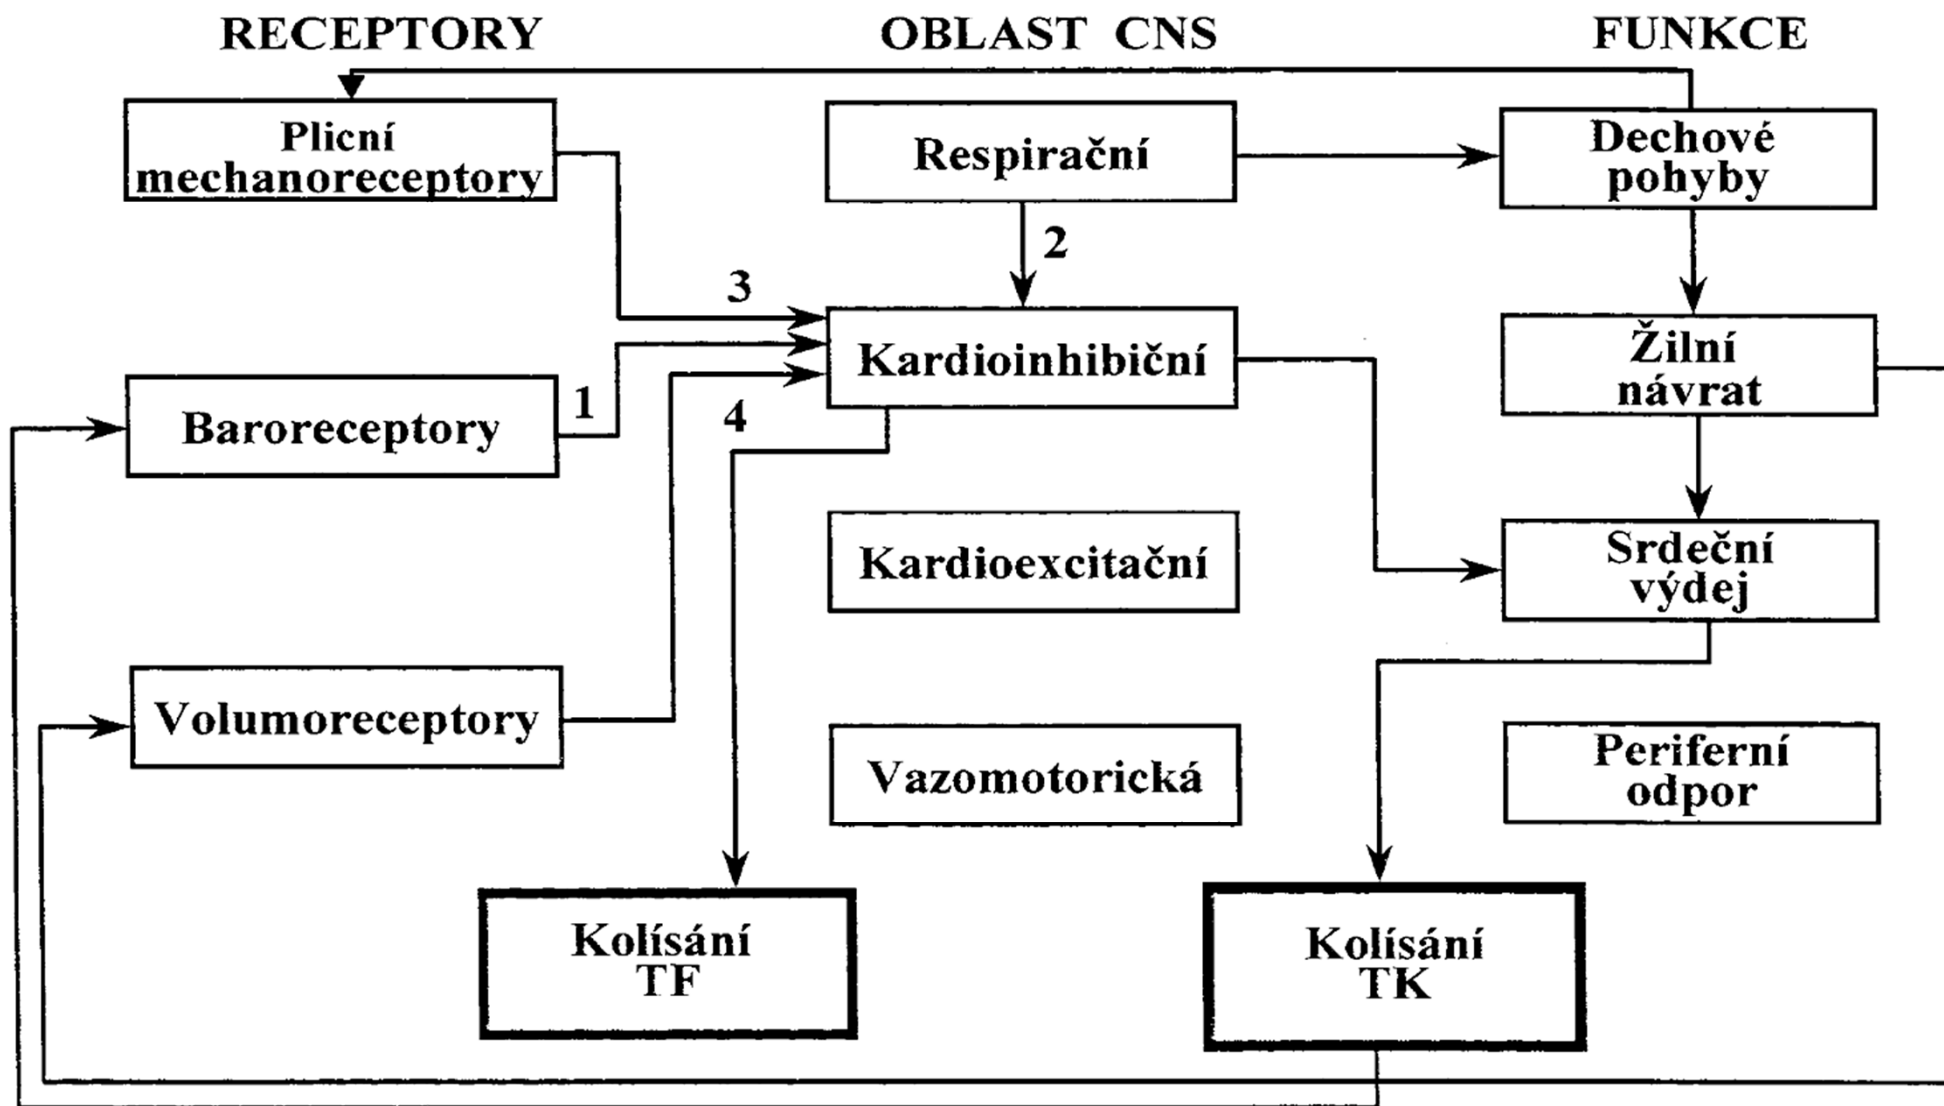 RECEPTORY
OBLAST CNS
FUNKCE
Plicní
mechanoreceptory
Respirační
Dechové
pohyby
2
3
Kardioinhibiční
Žilní
návrat
1
Baroreceptory
4
Kardioexcitační
Srdeční
výdej
Volumoreceptory
Vazomotorická
Periferní
odpor
Kolísání
TF
Kolísání
TK